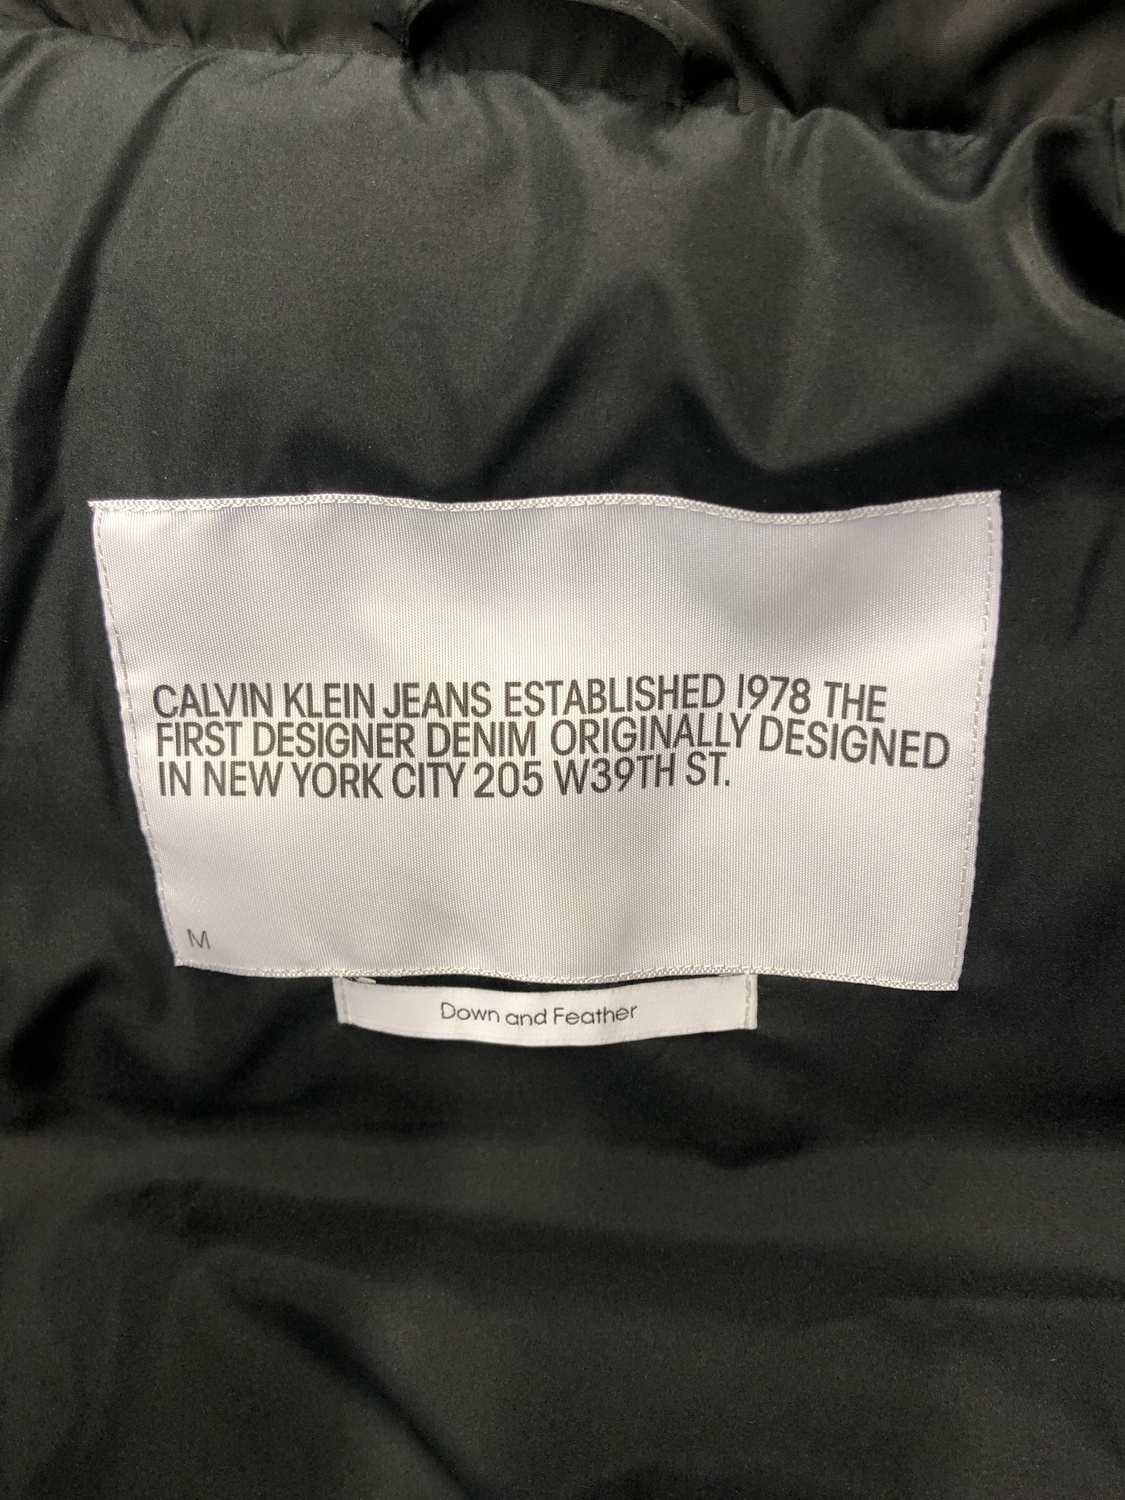 CALVIN KLEIN JEANS ESTABLISHED 1978 THE
FIRST DESIGNER DENIM ORIGINALLY DESIGNED
IN NEW YORK CITY 205 W39TH ST.
M
Down and Feather